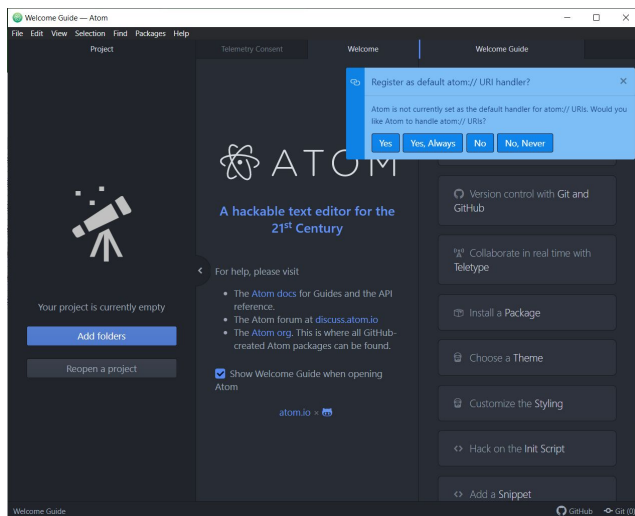 Welcome Guide — Atom
File Edit View Selection Find Packages Help
Project
Telemetry Consent
Welcome
Welcome Guide
Register as default atom:// URI handler?
Atom is not currently set as the default handler for atom:// URIs. Would you
like Atom to handle atom:// URIs?
Yes
Yes, Always
No
No, Never
ATOM
A hackable text editor for the
21st Century
For help, please visit
The Atom docs for Guides and the API
reference.
The Atom forum at discuss.atom.io
The Atom org. This is where all GitHub-
created Atom packages can be found.
Show Welcome Guide when opening
Atom
atom.io ×
Your project is currently empty
Add folders
Reopen a project
Version control with Git and
GitHub
Collaborate in real time with
Teletype
Install a Package
Choose a Theme
Customize the Styling
Hack on the Init Script
Add a Snippet
Welcome Guide
GitHub
Git (0)